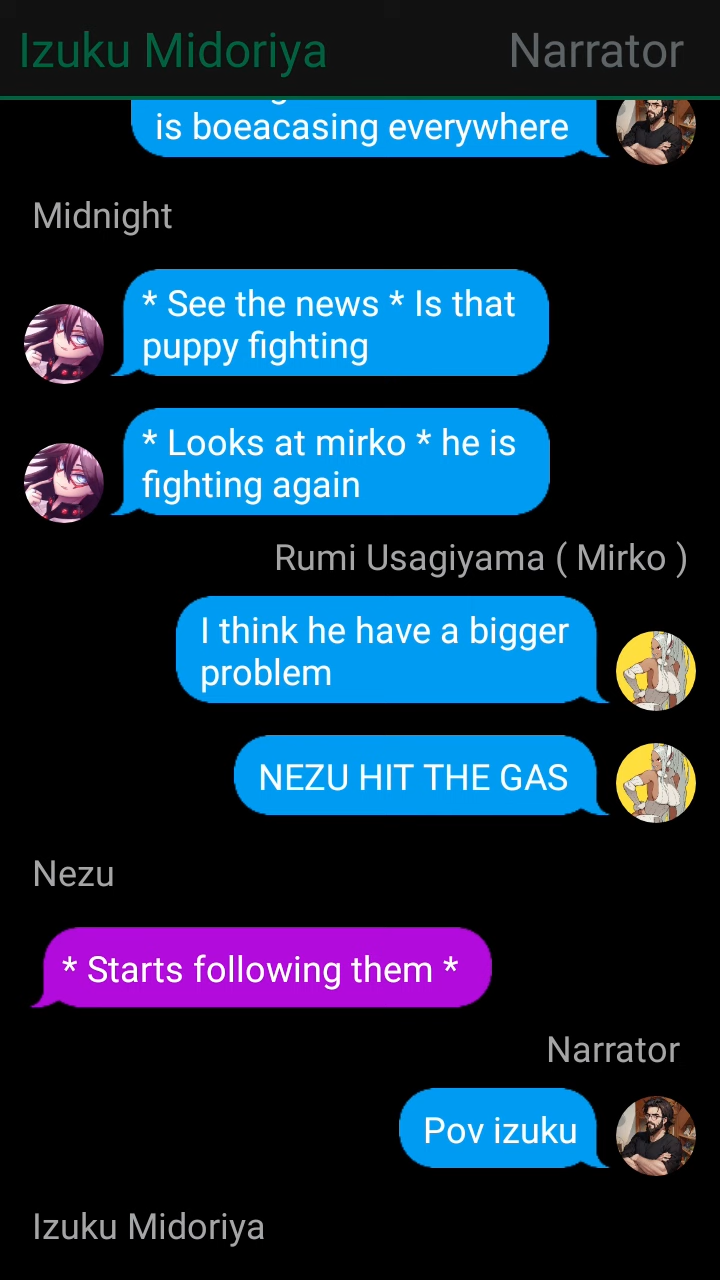 Izuku Midoriya Narrator
is boeacasing everywhere
Midnight
* See the news * Is that
puppy fighting
* Looks at mirko * he is
fighting again
Rumi Usagiyama ( Mirko )
I think he have a bigger
problem
NEZU HIT THE GAS
Nezu
* Starts following them *
Narrator
Pov izuku
Izuku Midoriya